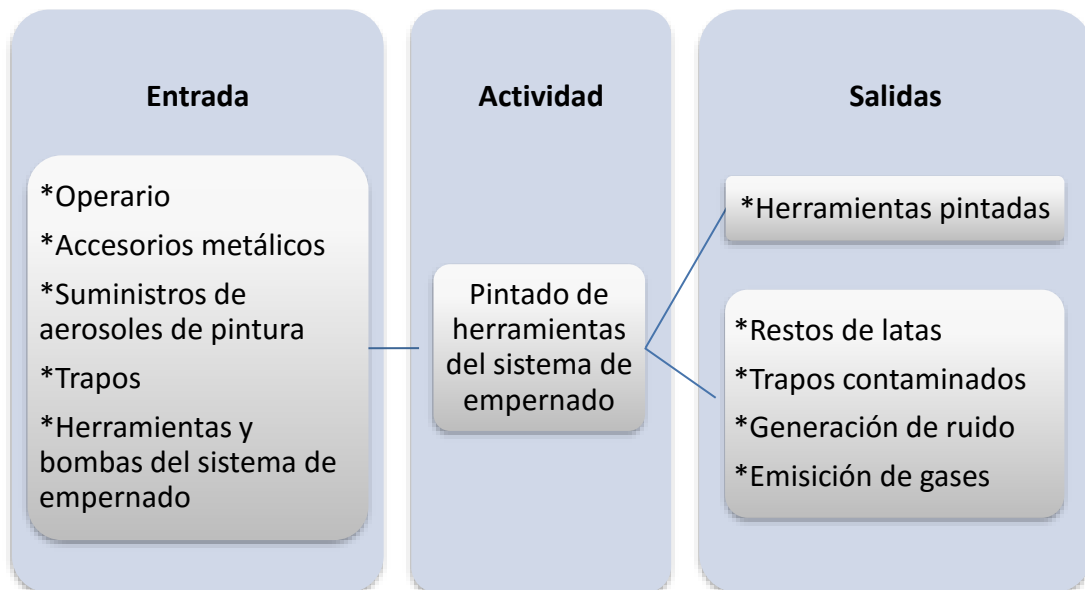 Entrada
*Operario
*Accesorios metálicos
*Suministros de
aerosoles de pintura
*Trapos
*Herramientas y
bombas del sistema de
empernado
Actividad
Pintado de
herramientas
del sistema de
empernado
Salidas
*Herramientas pintadas
*Restos de latas
*Trapos contaminados
*Generación de ruido
*Emisición de gases